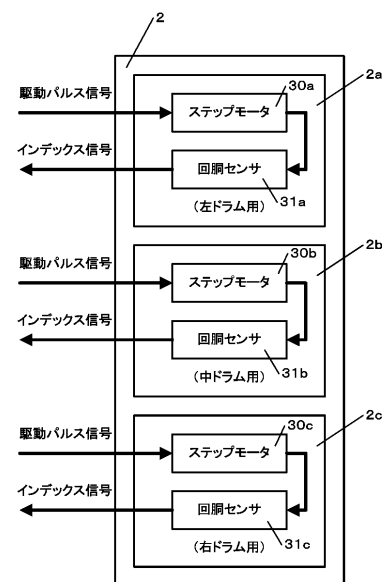 2
2a
30a
駆動パルス信号
ステップモータ
インデックス信号
回胴センサ
31a
(左ドラム用)
2b
30b
駆動パルス信号
ステップモータ
インデックス信号
回胴センサ
31b
(中ドラム用)
2c
30c
駆動パルス信号
ステップモータ
インデックス信号
回胴センサ
31c
(右ドラム用)